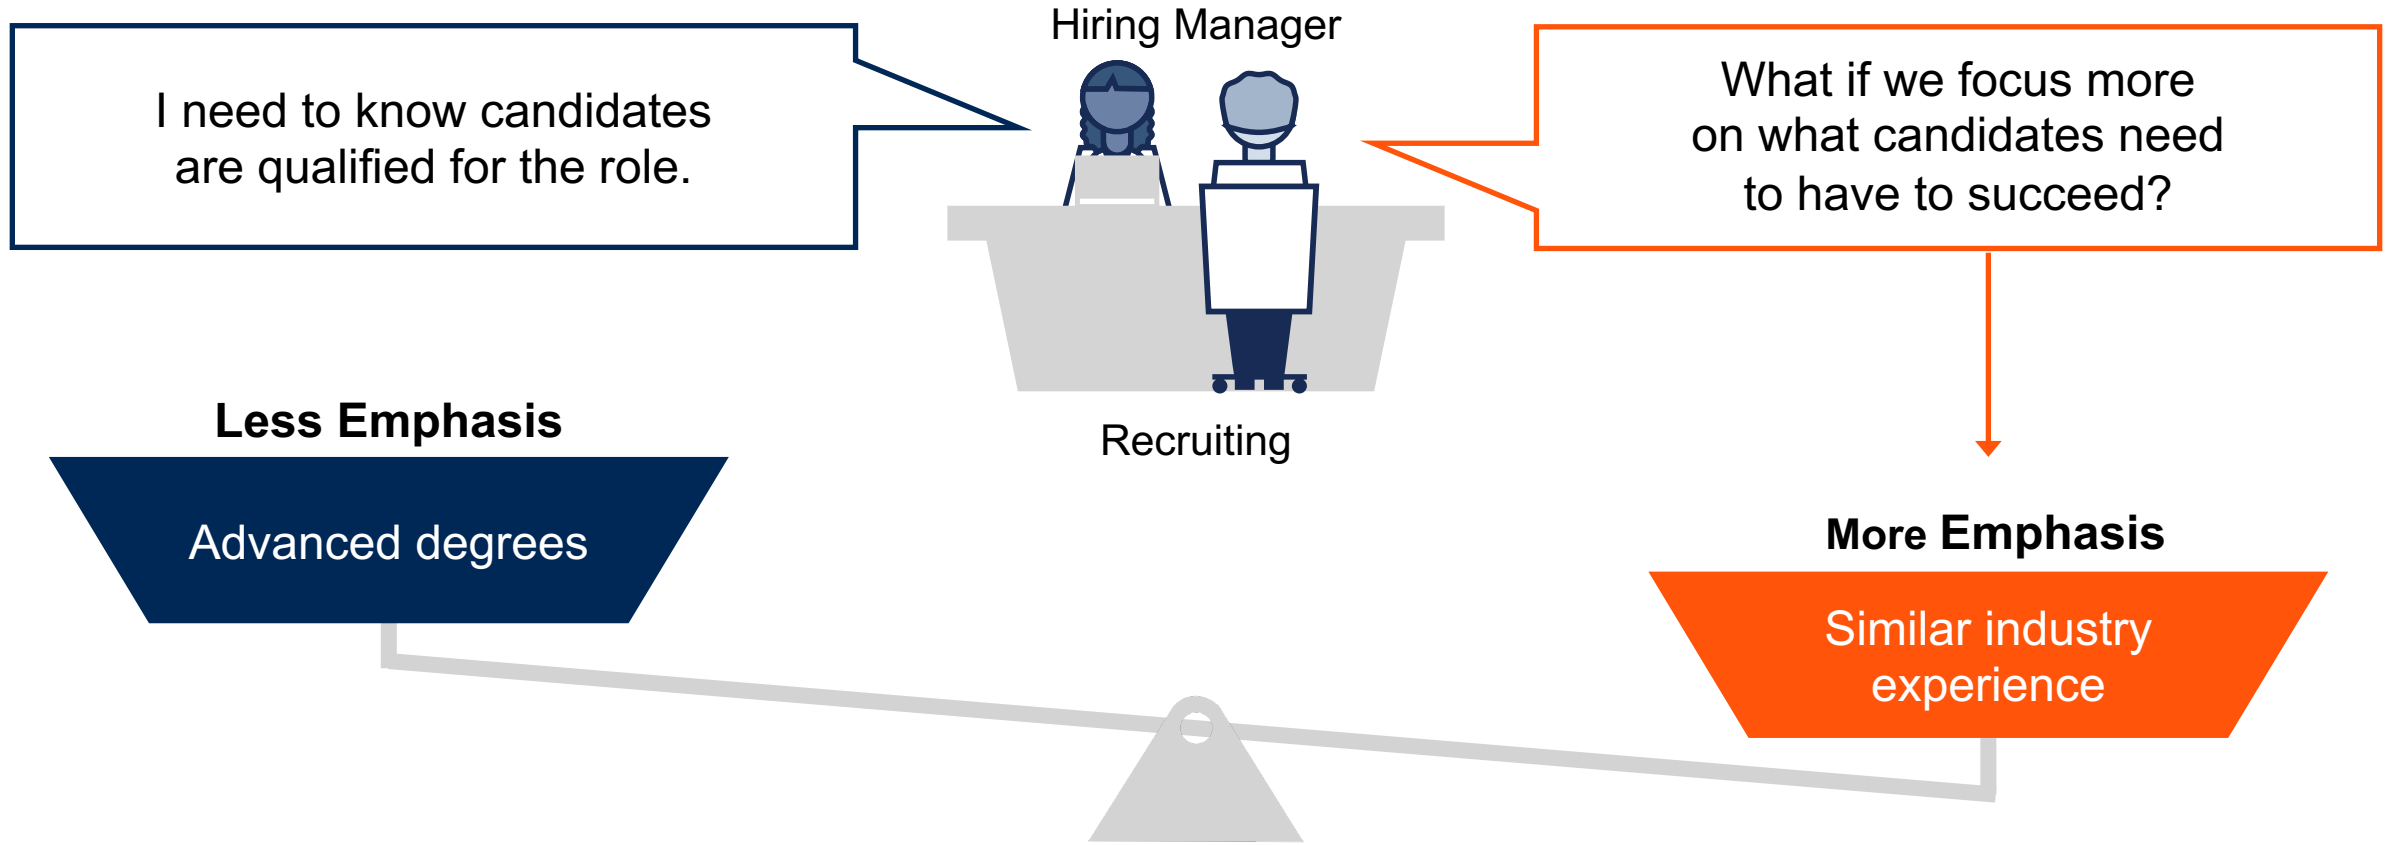 Hiring Manager
I need to know candidates
are qualified for the role.
What if we focus more
on what candidates need
to have to succeed?
Recruiting
Less Emphasis
Advanced degrees
More Emphasis
Similar industry
experience